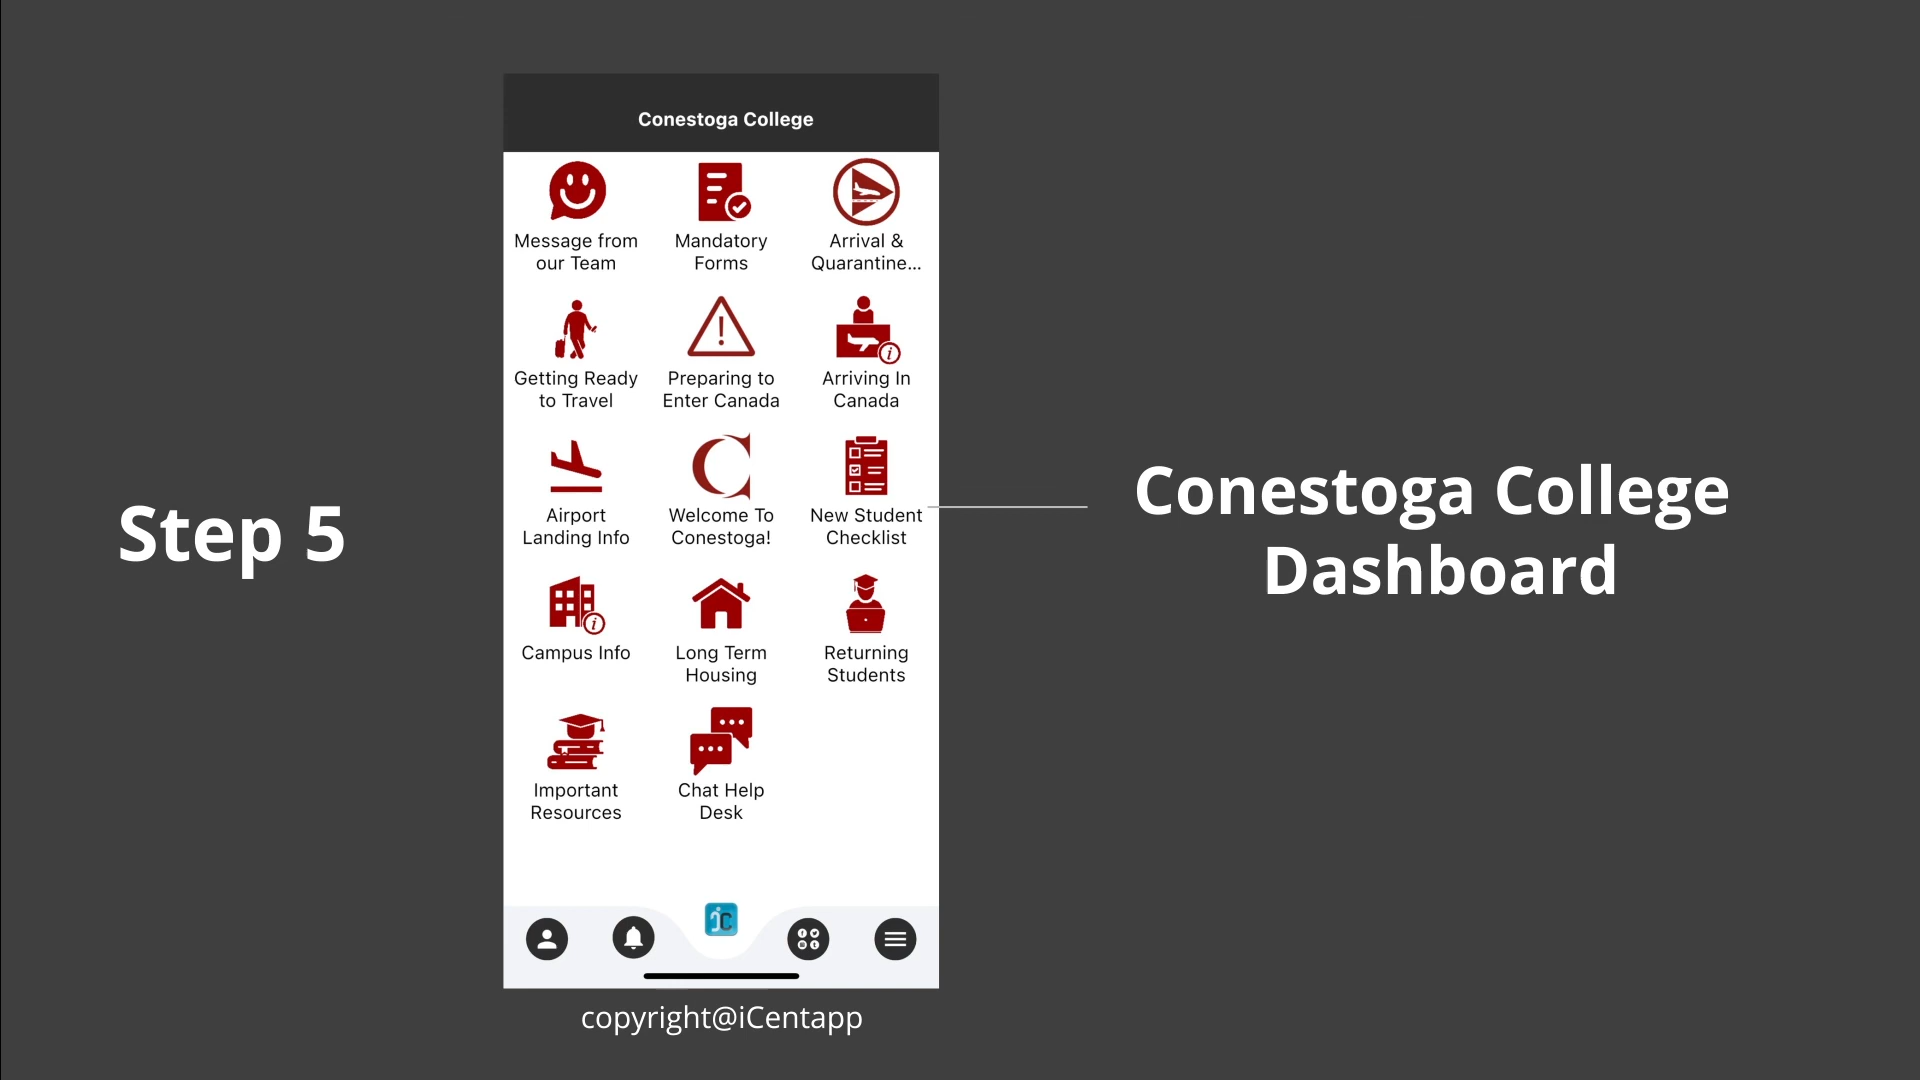 Conestoga College
Message from
our Team
Mandatory
Forms
Arrival &
Quarantine...
Getting Ready
to Travel
Preparing to
Enter Canada
Arriving In
Canada
Airport
Landing Info
Welcome To
Conestoga!
New Student
Checklist
Campus Info
Long Term
Housing
Returning
Students
Important
Resources
Chat Help
Desk
iC
copyright@iCentapp
Step 5
Conestoga College
Dashboard